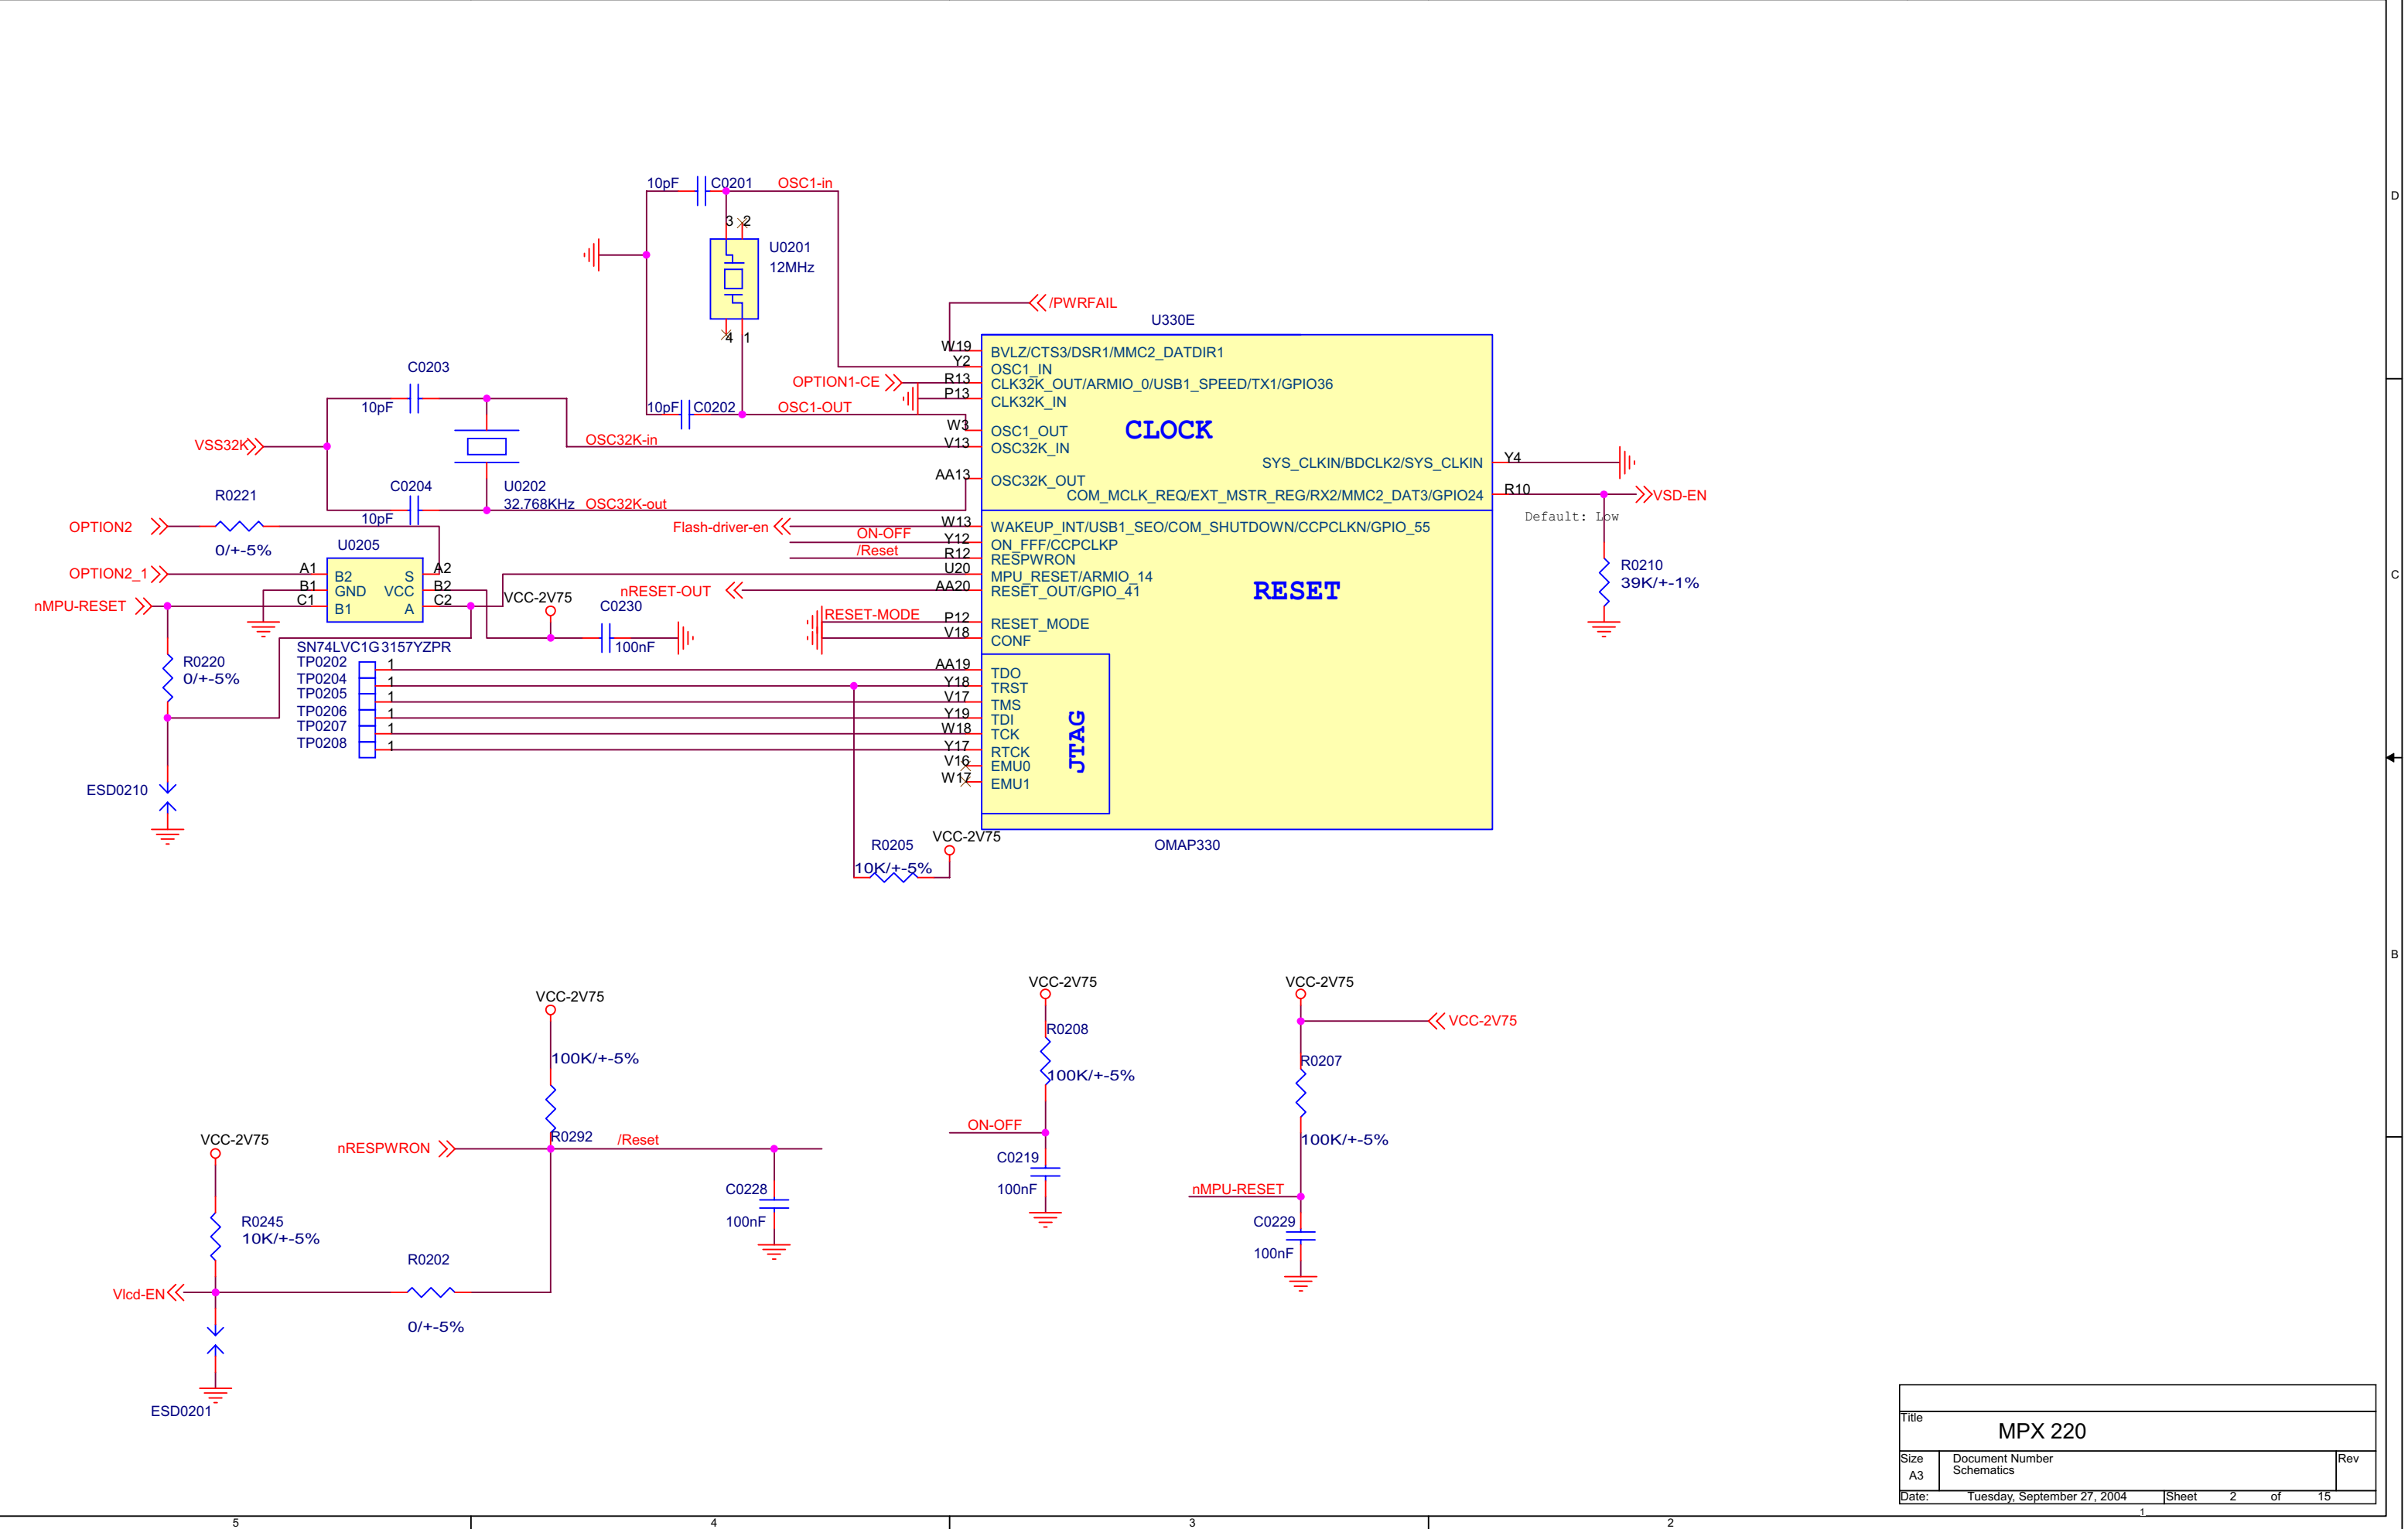 10pF
C0201
OSC1-in
3
2
U0201
12MHz
4
1
/PWRFAIL
U330E
W19
BVLZ/CTS3/DSR1/MMC2_DATDIR1
Y2
OSC1_IN
OPTION1-CE
R13
CLK32K_OUT/ARMIO_0/USB1_SPEED/TX1/GPIO36
P13
CLK32K_IN
C0203
10pF
10pF
C0202
OSC1-OUT
W3
OSC1_OUT
CLOCK
VSS32K
OSC32K-in
V13
OSC32K_IN
SYS_CLKIN/BDCLK2/SYS_CLKIN
Y4
AA13
OSC32K_OUT
C0204
10pF
U0202
32.768KHz
OSC32K-out
COM_MCLK_REQ/EXT_MSTR_REG/RX2/MMC2_DAT3/GPIO24
R10
VSD-EN
Default: Low
R0221
OPTION2
0/+-5%
Flash-driver-en
W13
WAKEUP_INT/USB1_SEO/COM_SHUTDOWN/CCPCLKN/GPIO_55
ON-OFF
Y12
ON_FFF/CCPCLKP
/Reset
R12
RESPWRON
U0205
OPTION2_1
A1
B2
S
A2
B1
GND
VCC
B2
nMPU-RESET
C1
B1
A
C2
SN74LVC1G3157YZPR
VCC-2V75
C0230
100nF
U20
MPU_RESET/ARMIO_14
nRESET-OUT
AA20
RESET_OUT/GPIO_41
RESET
R0210
39K/+-1%
RESET-MODE
P12
RESET_MODE
V18
CONF
R0220
0/+-5%
TP0202
1
AA19
TDO
TP0204
1
Y18
TRST
TP0205
1
V17
TMS
TP0206
1
Y19
TDI
TP0207
1
W18
TCK
TP0208
1
Y17
RTCK
V16
EMU0
W17
EMU1
JTAG
ESD0210
R0205
10K/+-5%
VCC-2V75
OMAP330
VCC-2V75
100K/+-5%
R0292
nRESPWRON
/Reset
C0228
100nF
VCC-2V75
R0245
10K/+-5%
R0202
0/+-5%
Vlcd-EN
ESD0201
VCC-2V75
R0208
100K/+-5%
ON-OFF
C0219
100nF
VCC-2V75
VCC-2V75
R0207
100K/+-5%
nMPU-RESET
C0229
100nF
D
C
B
Title
MPX 220
Size
A3
Document Number
Schematics
Rev
Date:
Tuesday, September 27, 2004
Sheet
2
of
15
5
4
3
2
1